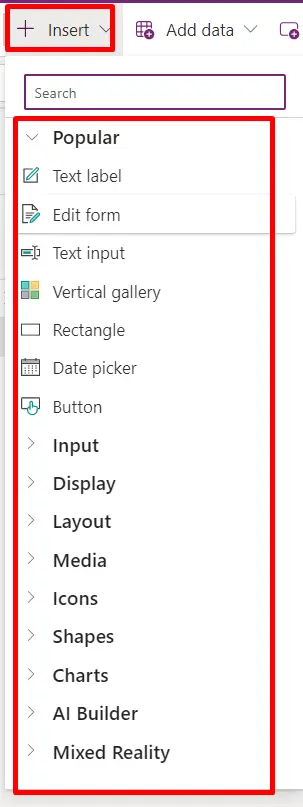 Insert Add data
Search
Popular
Text label
Edit form
Text input
Vertical gallery
Rectangle
Date picker
Button
Input
Display
Layout
Media
Icons
Shapes
Charts
AI Builder
Mixed Reality